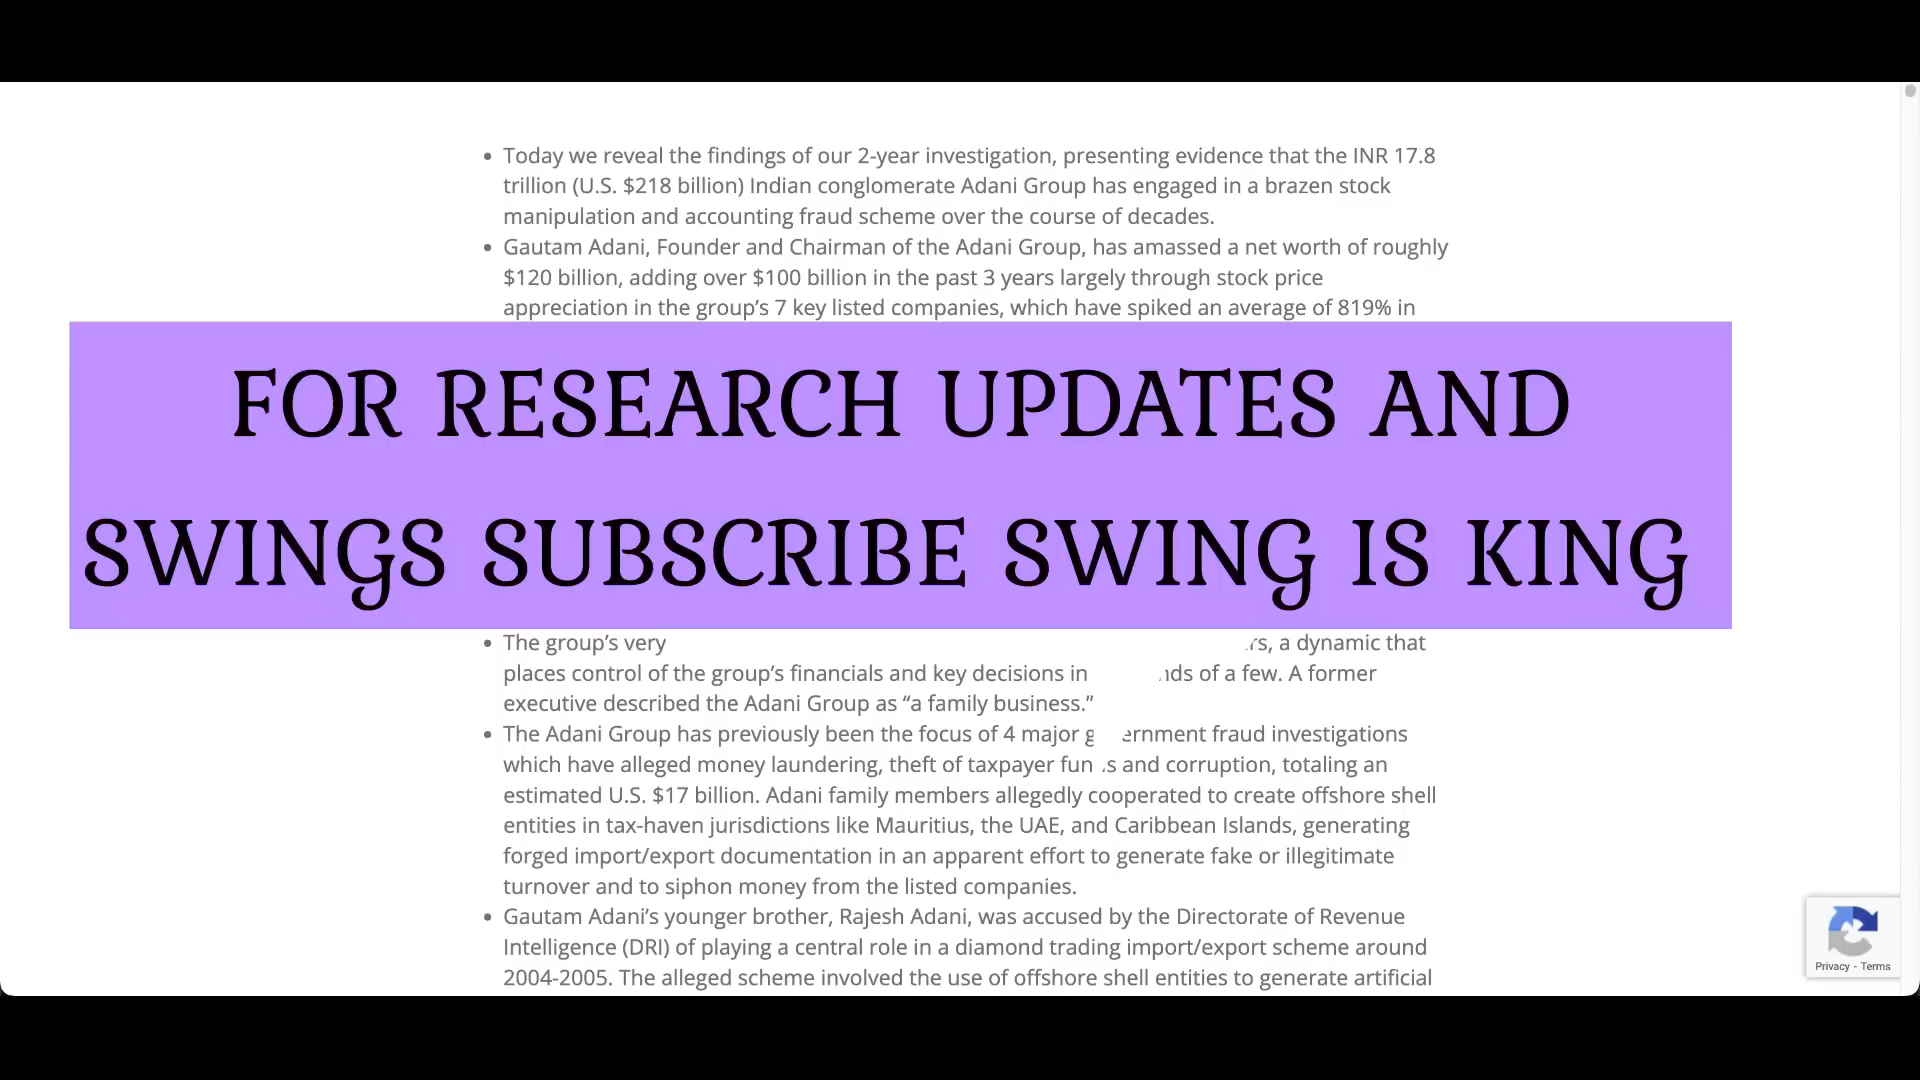 • Today we reveal the findings of our 2-year investigation, presenting evidence that the INR 17.8
trillion (U.S. $218 billion) Indian conglomerate Adani Group has engaged in a brazen stock
manipulation and accounting fraud scheme over the course of decades.
• Gautam Adani, Founder and Chairman of the Adani Group, has amassed a net worth of roughly
$120 billion, adding over $100 billion in the past 3 years largely through stock price
appreciation in the group’s 7 key listed companies, which have spiked an average of 819% in
FOR RESEARCH UPDATES AND
SWINGS SUBSCRIBE SWING IS KING
• The group’s very a dynamic that
places control of the group’s financials and key decisions in of a few. A former
executive described the Adani Group as “a family business.”
• The Adani Group has previously been the focus of 4 major fraud investigations
which have alleged money laundering, theft of taxpayer and corruption, totaling an
estimated U.S. $17 billion. Adani family members allegedly cooperated to create offshore shell
entities in tax-haven jurisdictions like Mauritius, the UAE, and Caribbean Islands, generating
forged import/export documentation in an apparent effort to generate fake or illegitimate
turnover and to siphon money from the listed companies.
• Gautam Adani’s younger brother, Rajesh Adani, was accused by the Directorate of Revenue
Intelligence (DRI) of playing a central role in a diamond trading import/export scheme around
2004-2005. The alleged scheme involved the use of offshore shell entities to generate artificial
Privacy - Terms